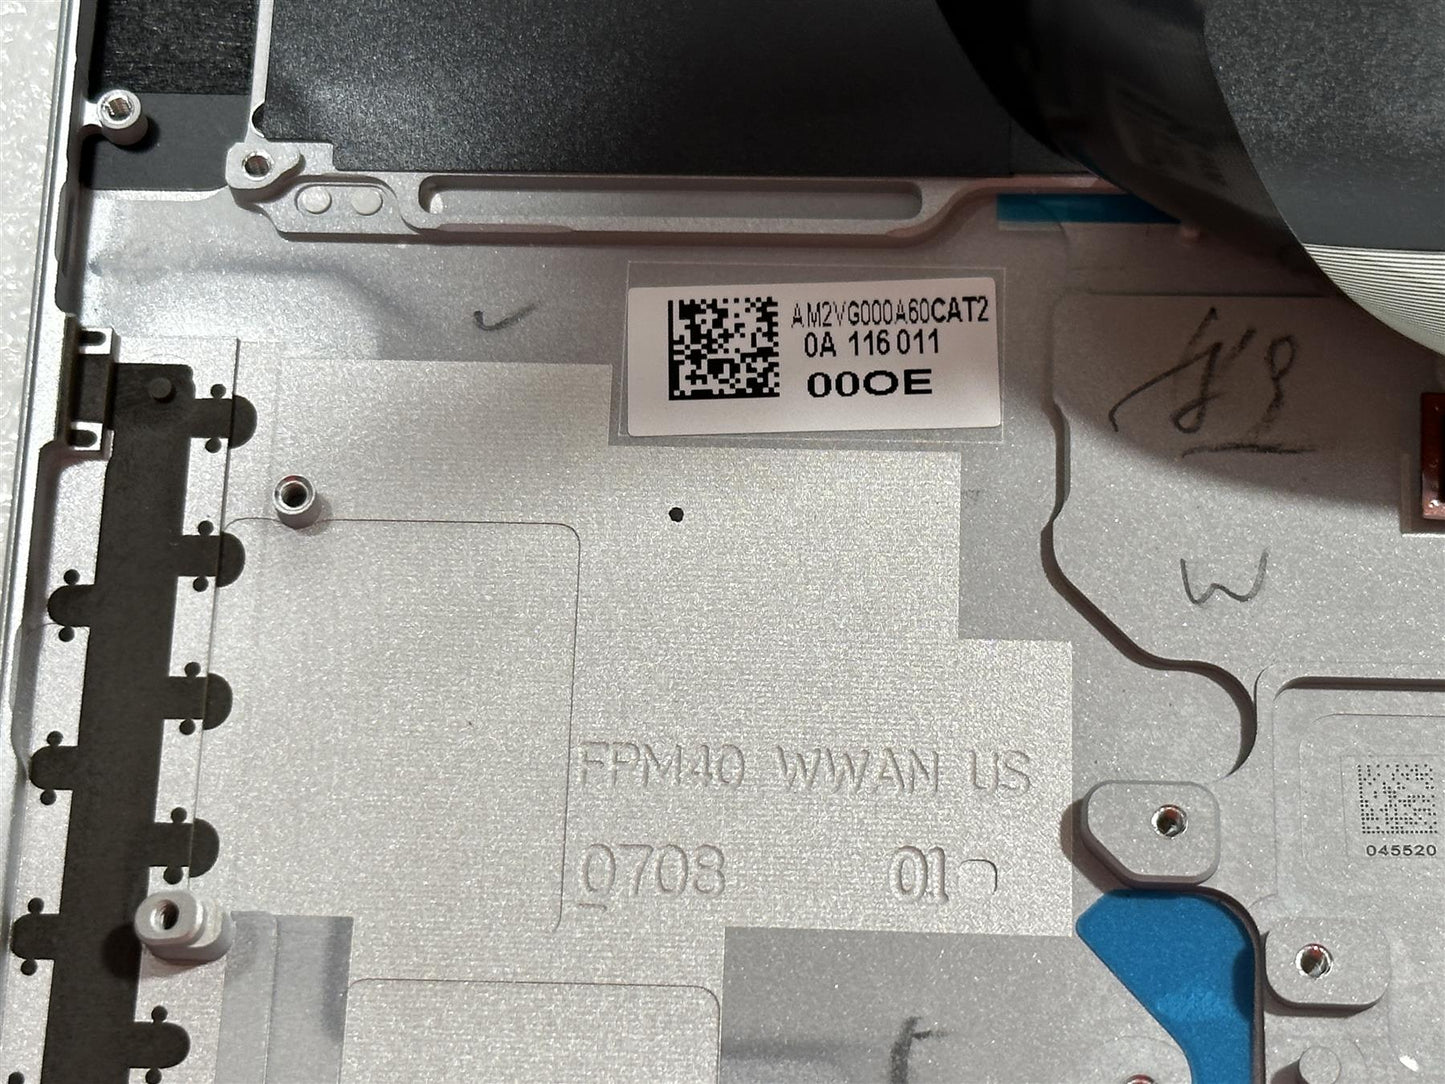 AM2VG000A60CAT2
0A 116 011
00OE
W
FPM40 WWAN US
0708 01
045520